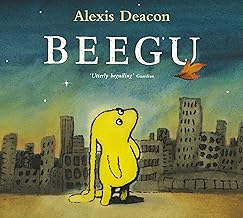 Alexis Deacon
BEEGU
'Utterly beguiling' Guardian